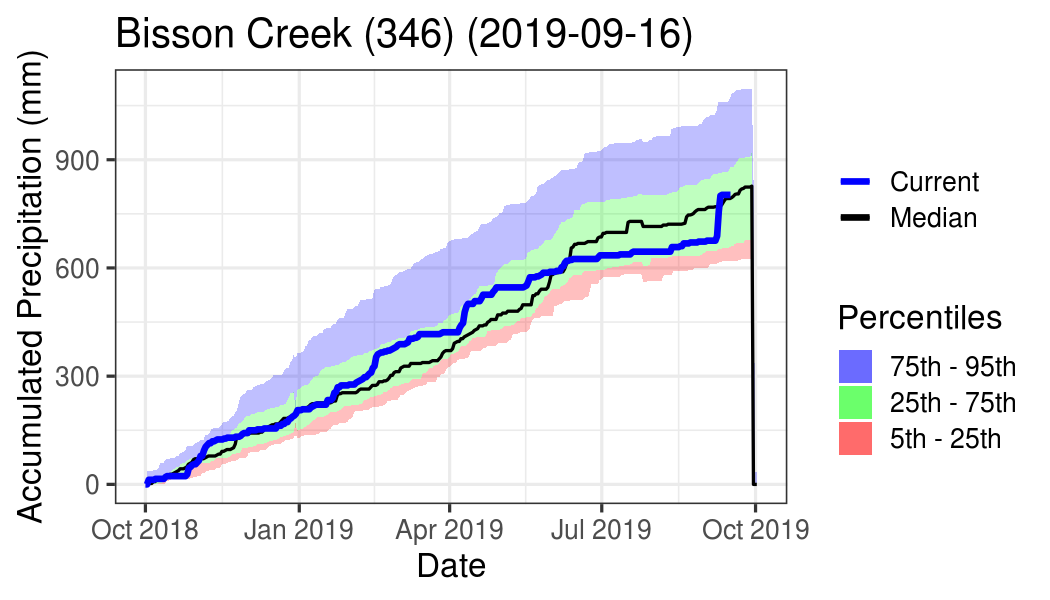 Bisson Creek (346) (2019-09-16)
Accumulated Precipitation (mm)
900
600
300
0
Oct 2018
Jan 2019
Apr 2019
Jul 2019
Oct 2019
Date
Current
Median
Percentiles
75th - 95th
25th - 75th
5th - 25th